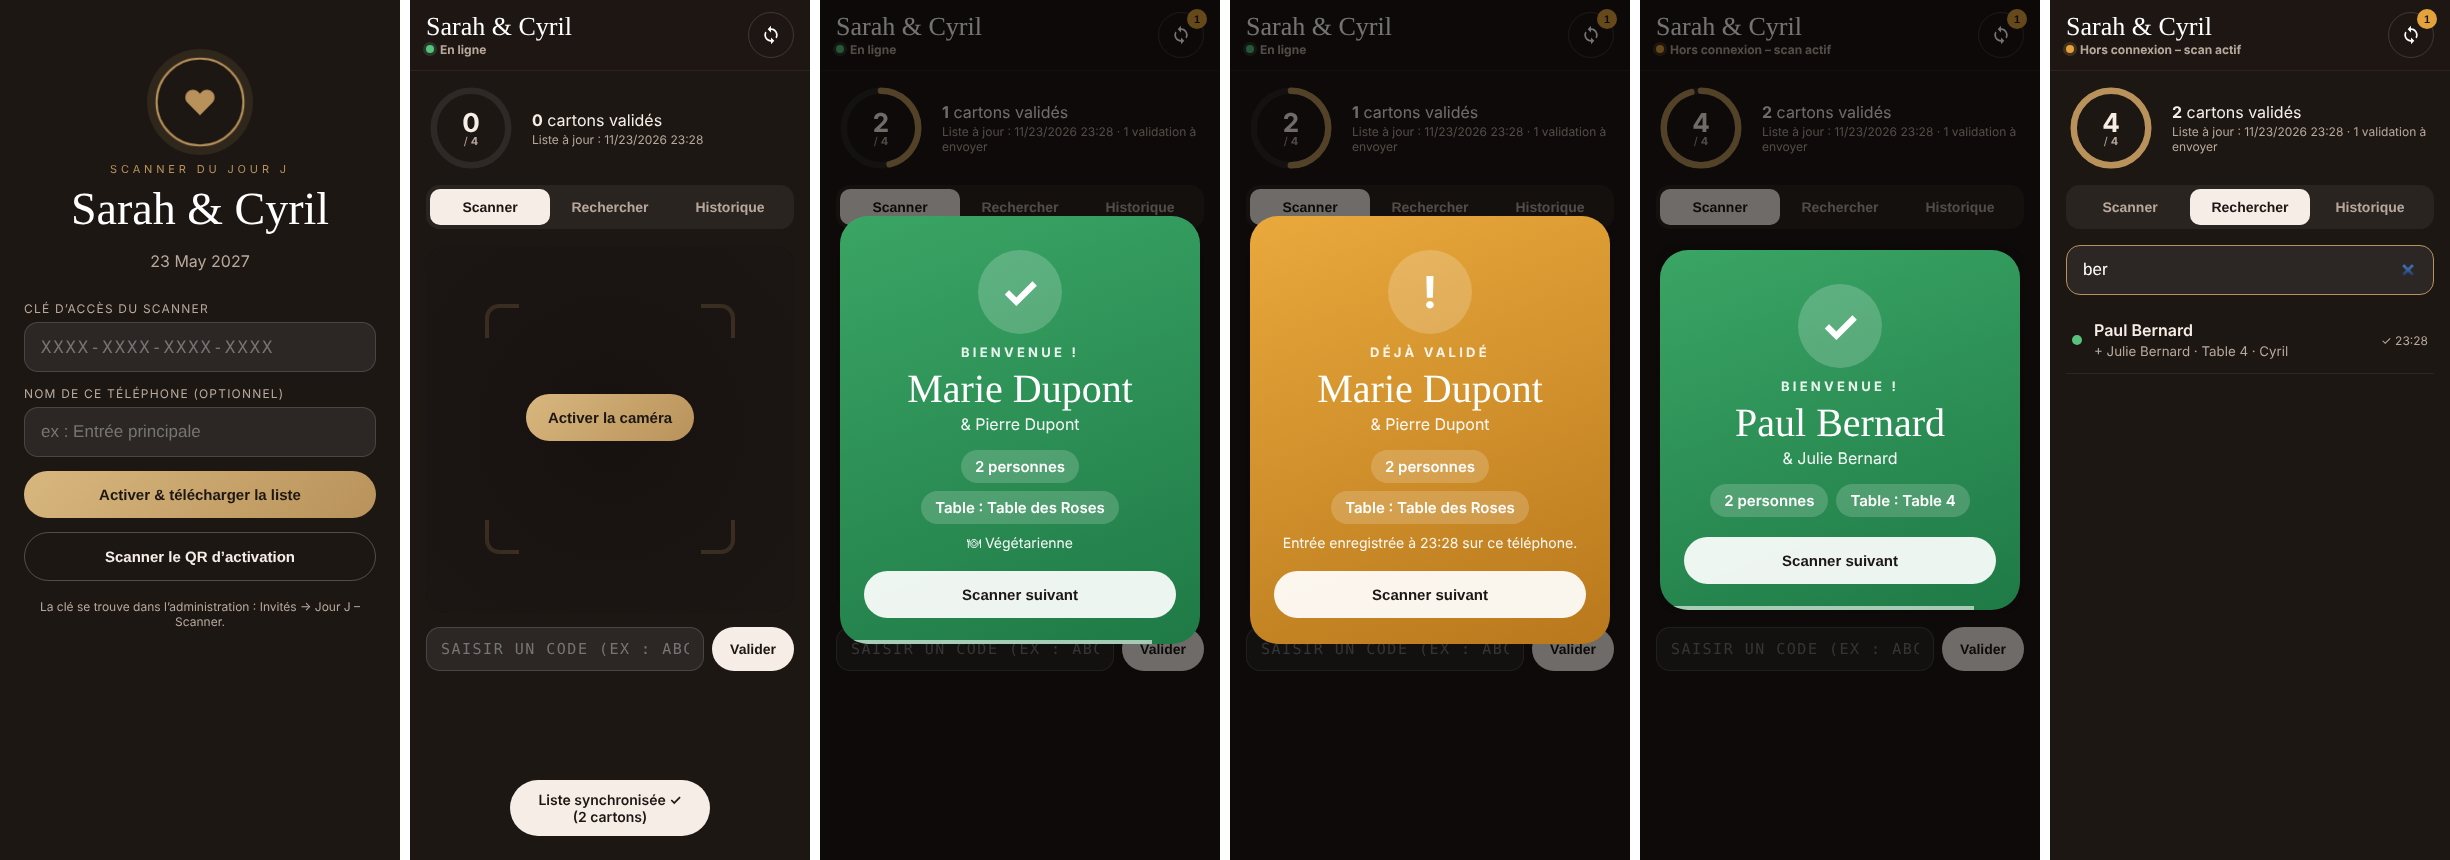 SCANNER DU JOUR J
Sarah & Cyril
23 May 2027
CLÉ D’ACCÈS DU SCANNER
XXXX-XXXX-XXXX-XXXX
NOM DE CE TÉLÉPHONE (OPTIONNEL)
ex : Entrée principale
Activer & télécharger la liste
Scanner le QR d’activation
La clé se trouve dans l’administration : Invités → Jour J –
Scanner.
Sarah & Cyril
En ligne
0
/ 4
0 cartons validés
Liste à jour : 11/23/2026 23:28
Scanner
Rechercher
Historique
Activer la caméra
SAISIR UN CODE (EX : ABC
Valider
Liste synchronisée ✓
(2 cartons)
Sarah & Cyril
En ligne
1
2
/ 4
1 cartons validés
Liste à jour : 11/23/2026 23:28 · 1 validation à
envoyer
Scanner
Rechercher
Historique
BIENVENUE !
Marie Dupont
& Pierre Dupont
2 personnes
Table : Table des Roses
🍽 Végétarienne
Scanner suivant
SAISIR UN CODE (EX : ABC
Valider
Sarah & Cyril
En ligne
1
2
/ 4
1 cartons validés
Liste à jour : 11/23/2026 23:28 · 1 validation à
envoyer
Scanner
Rechercher
Historique
!
DÉJÀ VALIDÉ
Marie Dupont
& Pierre Dupont
2 personnes
Table : Table des Roses
Entrée enregistrée à 23:28 sur ce téléphone.
Scanner suivant
SAISIR UN CODE (EX : ABC
Valider
Sarah & Cyril
Hors connexion – scan actif
1
4
/ 4
2 cartons validés
Liste à jour : 11/23/2026 23:28 · 1 validation à
envoyer
Scanner
Rechercher
Historique
BIENVENUE !
Paul Bernard
& Julie Bernard
2 personnes
Table : Table 4
Scanner suivant
SAISIR UN CODE (EX : ABC
Valider
Sarah & Cyril
Hors connexion – scan actif
1
4
/ 4
2 cartons validés
Liste à jour : 11/23/2026 23:28 · 1 validation à
envoyer
Scanner
Rechercher
Historique
ber
Paul Bernard
+ Julie Bernard · Table 4 · Cyril
✓ 23:28